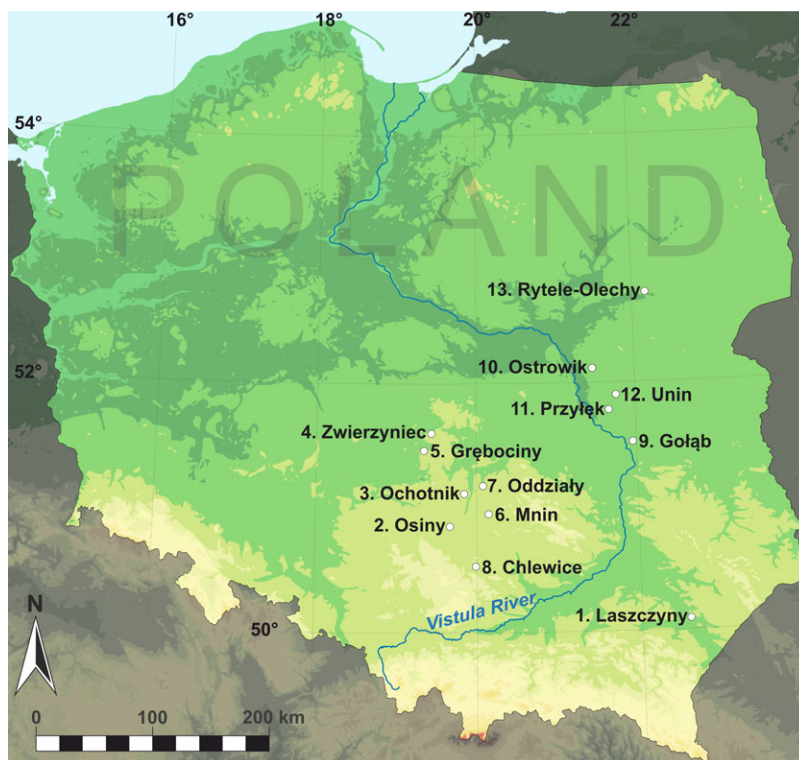 16° 18° 20° 22°
54°
POLAND
13. Rytele-Olechy
52°
10. Ostrowik
12. Unin
11. Przyłęk
4. Zwierzyniec
9. Gołąb
5. Grębociny
7. Oddziały
3. Ochotnik
6. Mnin
2. Osiny
8. Chlewice
Vistula River
N
50°
1. Laszczyny
0 100 200 km